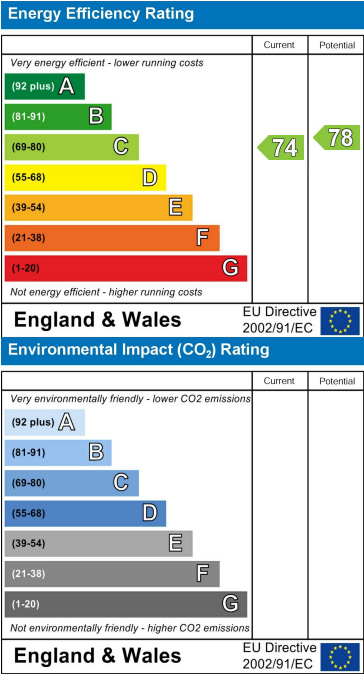 Energy Efficiency Rating
Current Potential
Very energy efficient - lower running costs
(92 plus) A
(81-91) B
(69-80) C 74 78
(55-68) D
(39-54) E
(21-38) F
(1-20) G
Not energy efficient - higher running costs
England & Wales EU Directive 2002/91/EC
Environmental Impact (CO₂) Rating
Current Potential
Very environmentally friendly - lower CO2 emissions
(92 plus) A
(81-91) B
(69-80) C
(55-68) D
(39-54) E
(21-38) F
(1-20) G
Not environmentally friendly - higher CO2 emissions
England & Wales EU Directive 2002/91/EC